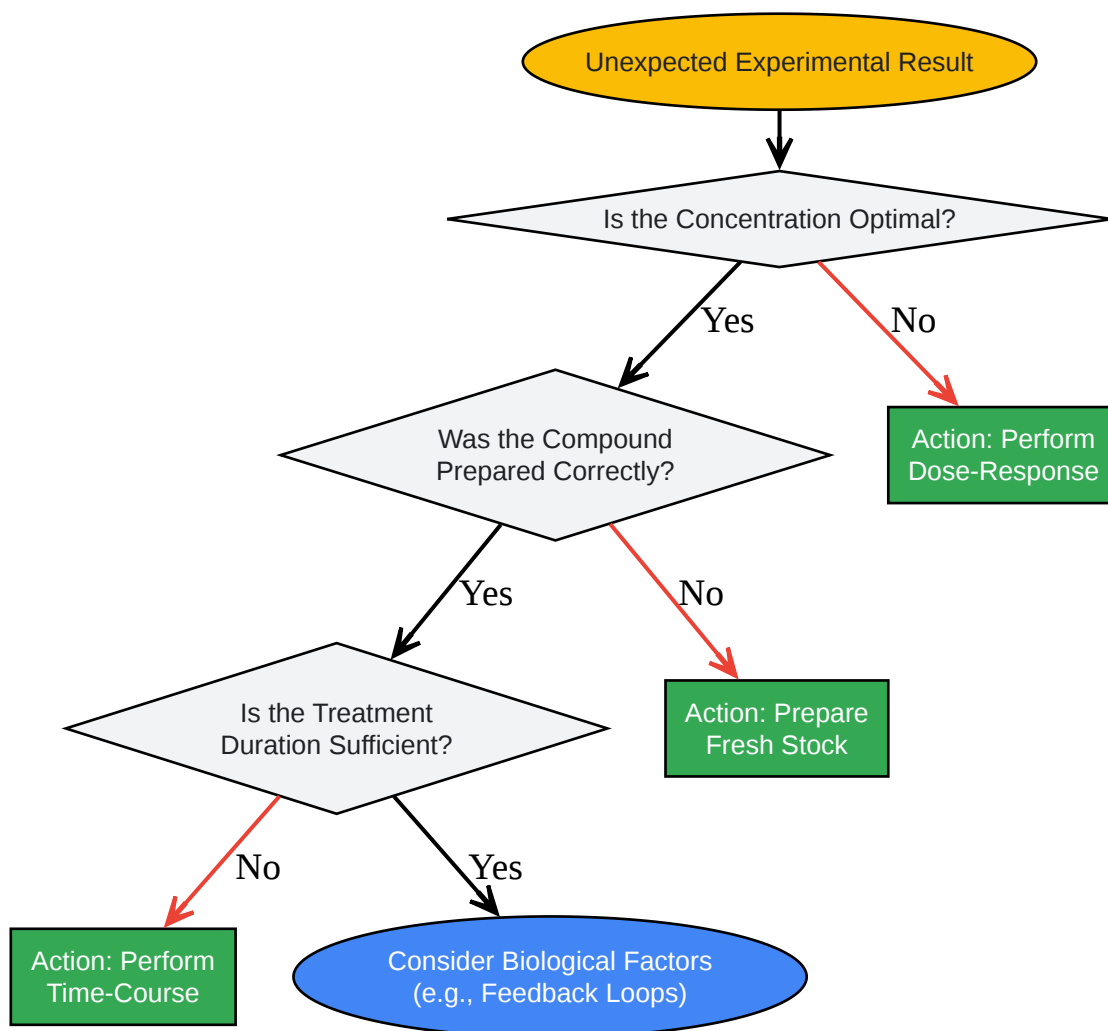 Unexpected Experimental Result
Is the Concentration Optimal?
Yes
No
Was the Compound
Prepared Correctly?
Action: Perform
Dose-Response
Yes
No
Is the Treatment
Duration Sufficient?
Action: Prepare
Fresh Stock
No
Yes
Action: Perform
Time-Course
Consider Biological Factors
(e.g., Feedback Loops)